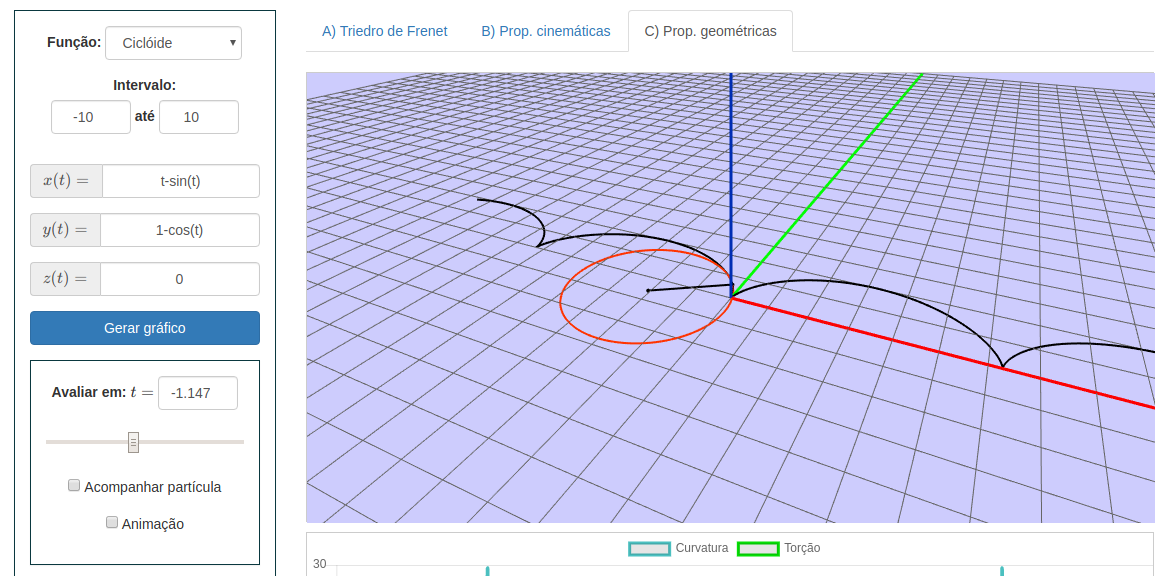 Função: Ciclóide
Intervalo:
-10 até 10
x(t) = t-sin(t)
y(t) = 1-cos(t)
z(t) = 0
Gerar gráfico
Avaliar em: t = -1.147
Acompanhar partícula
Animação
A) Triedro de Frenet B) Prop. cinemáticas C) Prop. geométricas
Curvatura Torção
30